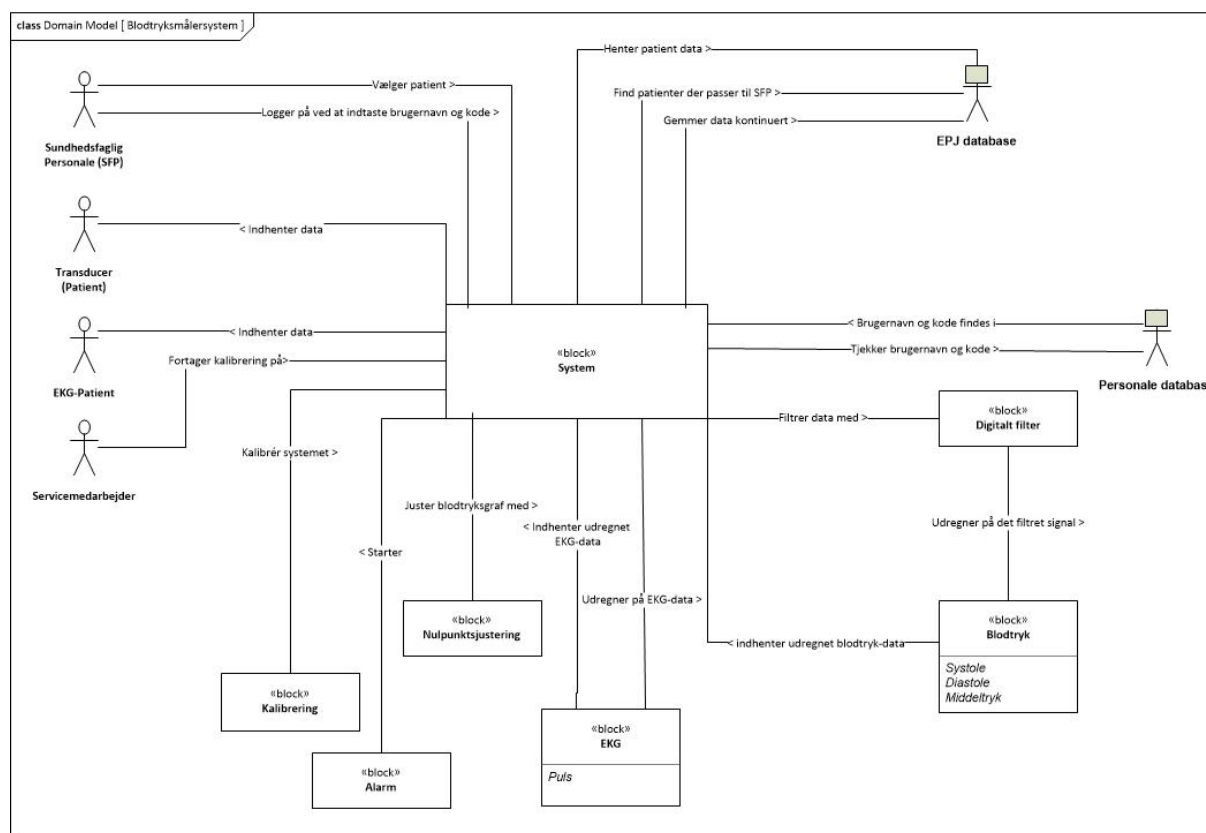 class Domain Model [ Blodtryksmålersystem ]
Henter patient data >
Vælger patient >
Find patienter der passer til SFP >
Logger på ved at indtaste brugernavn og kode >
Gemmer data kontinuert >
Sundhedsfaglig
Personale (SFP)
EPJ database
< Indhenter data
Transducer
(Patient)
< Indhenter data
< Brugernavn og kode findes i
«block»
System
Tjekker brugernavn og kode >
Fortager kalibrering på>
EKG-Patient
Personale databas
Filtrer data med >
«block»
Digitalt filter
Kalibrér systemet >
Servicemedarbejder
Juster blodtryksgraf med >
< Indhenter udregnet
EKG-data
Udregner på det filtret signal >
< Starter
Udregner på EKG-data >
«block»
Nulpunktsjustering
«block»
Blodtryk
< indhenter udregnet blodtryk-data
Systole
Diastole
Middeltryk
«block»
Kalibrering
«block»
EKG
Puls
«block»
Alarm